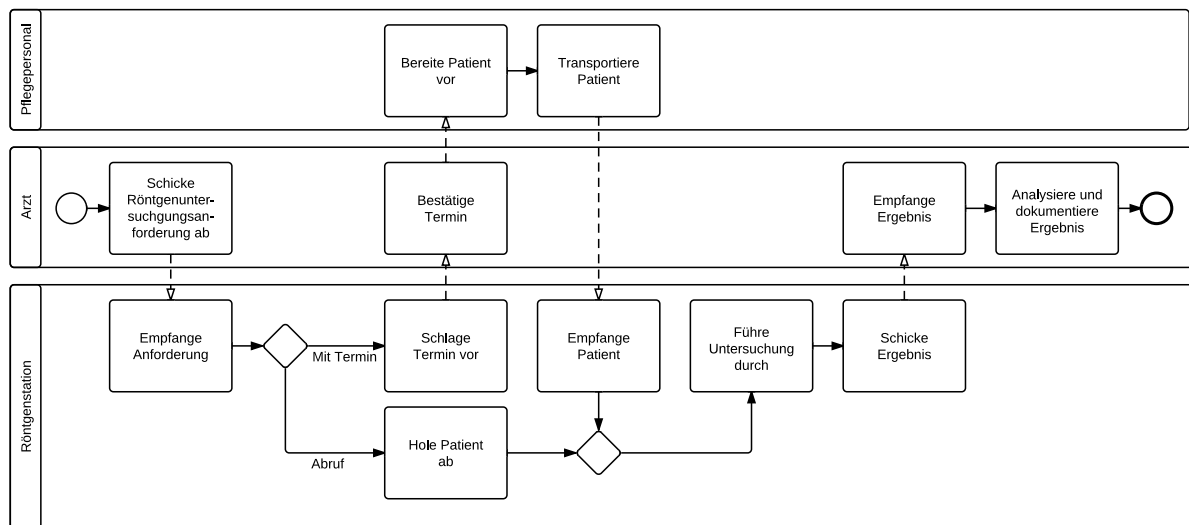 Pflegepersonal
Bereite Patient
vor
Transportiere
Patient
Arzt
Schicke
Röntgenunter-
suchgungsan-
forderung ab
Bestätige
Termin
Empfange
Ergebnis
Analysiere und
dokumentiere
Ergebnis
Röntgenstation
Empfange
Anforderung
Mit Termin
Schlage
Termin vor
Empfange
Patient
Führe
Untersuchung
durch
Schicke
Ergebnis
Abruf
Hole Patient
ab